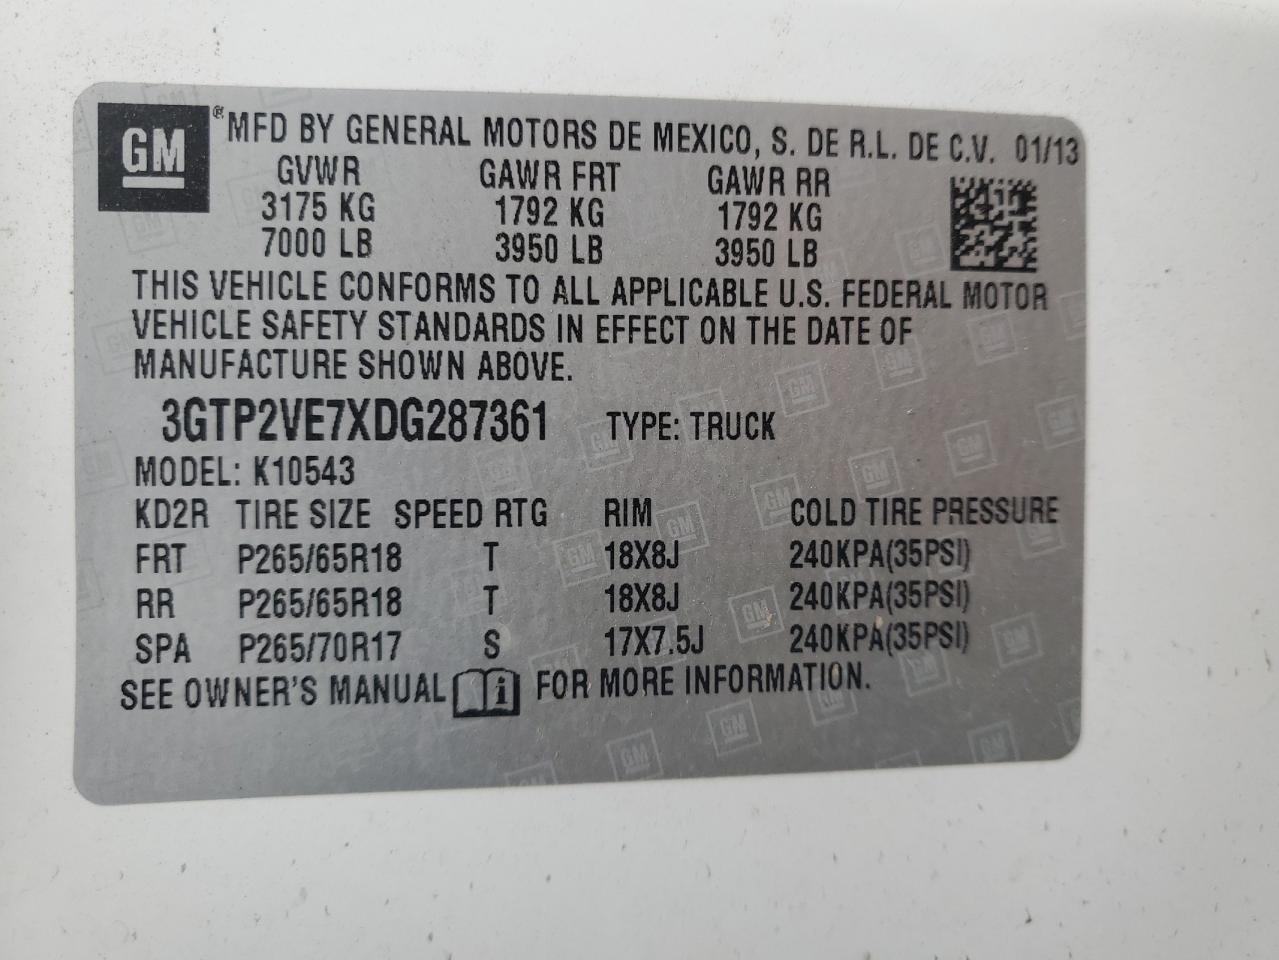 GM ® MFD BY GENERAL MOTORS DE MEXICO, S. DE R.L. DE C.V. 01/13
GVWR GAWR FRT GAWR RR
3175 KG 1792 KG 1792 KG
7000 LB 3950 LB 3950 LB
THIS VEHICLE CONFORMS TO ALL APPLICABLE U.S. FEDERAL MOTOR
VEHICLE SAFETY STANDARDS IN EFFECT ON THE DATE OF
MANUFACTURE SHOWN ABOVE.
3GTP2VE7XDG287361 TYPE: TRUCK
MODEL: K10543
KD2R TIRE SIZE SPEED RTG RIM COLD TIRE PRESSURE
FRT P265/65R18 T 18X8J 240KPA(35PSI)
RR P265/65R18 T 18X8J 240KPA(35PSI)
SPA P265/70R17 S 17X7.5J 240KPA(35PSI)
SEE OWNER'S MANUAL i FOR MORE INFORMATION.